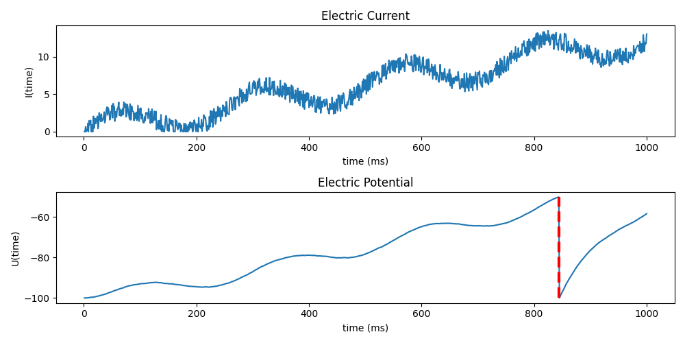 Electric Current
I(time)
10
5
0
0 200 400 600 800 1000
time (ms)
Electric Potential
U(time)
−60
−80
−100
0 200 400 600 800 1000
time (ms)